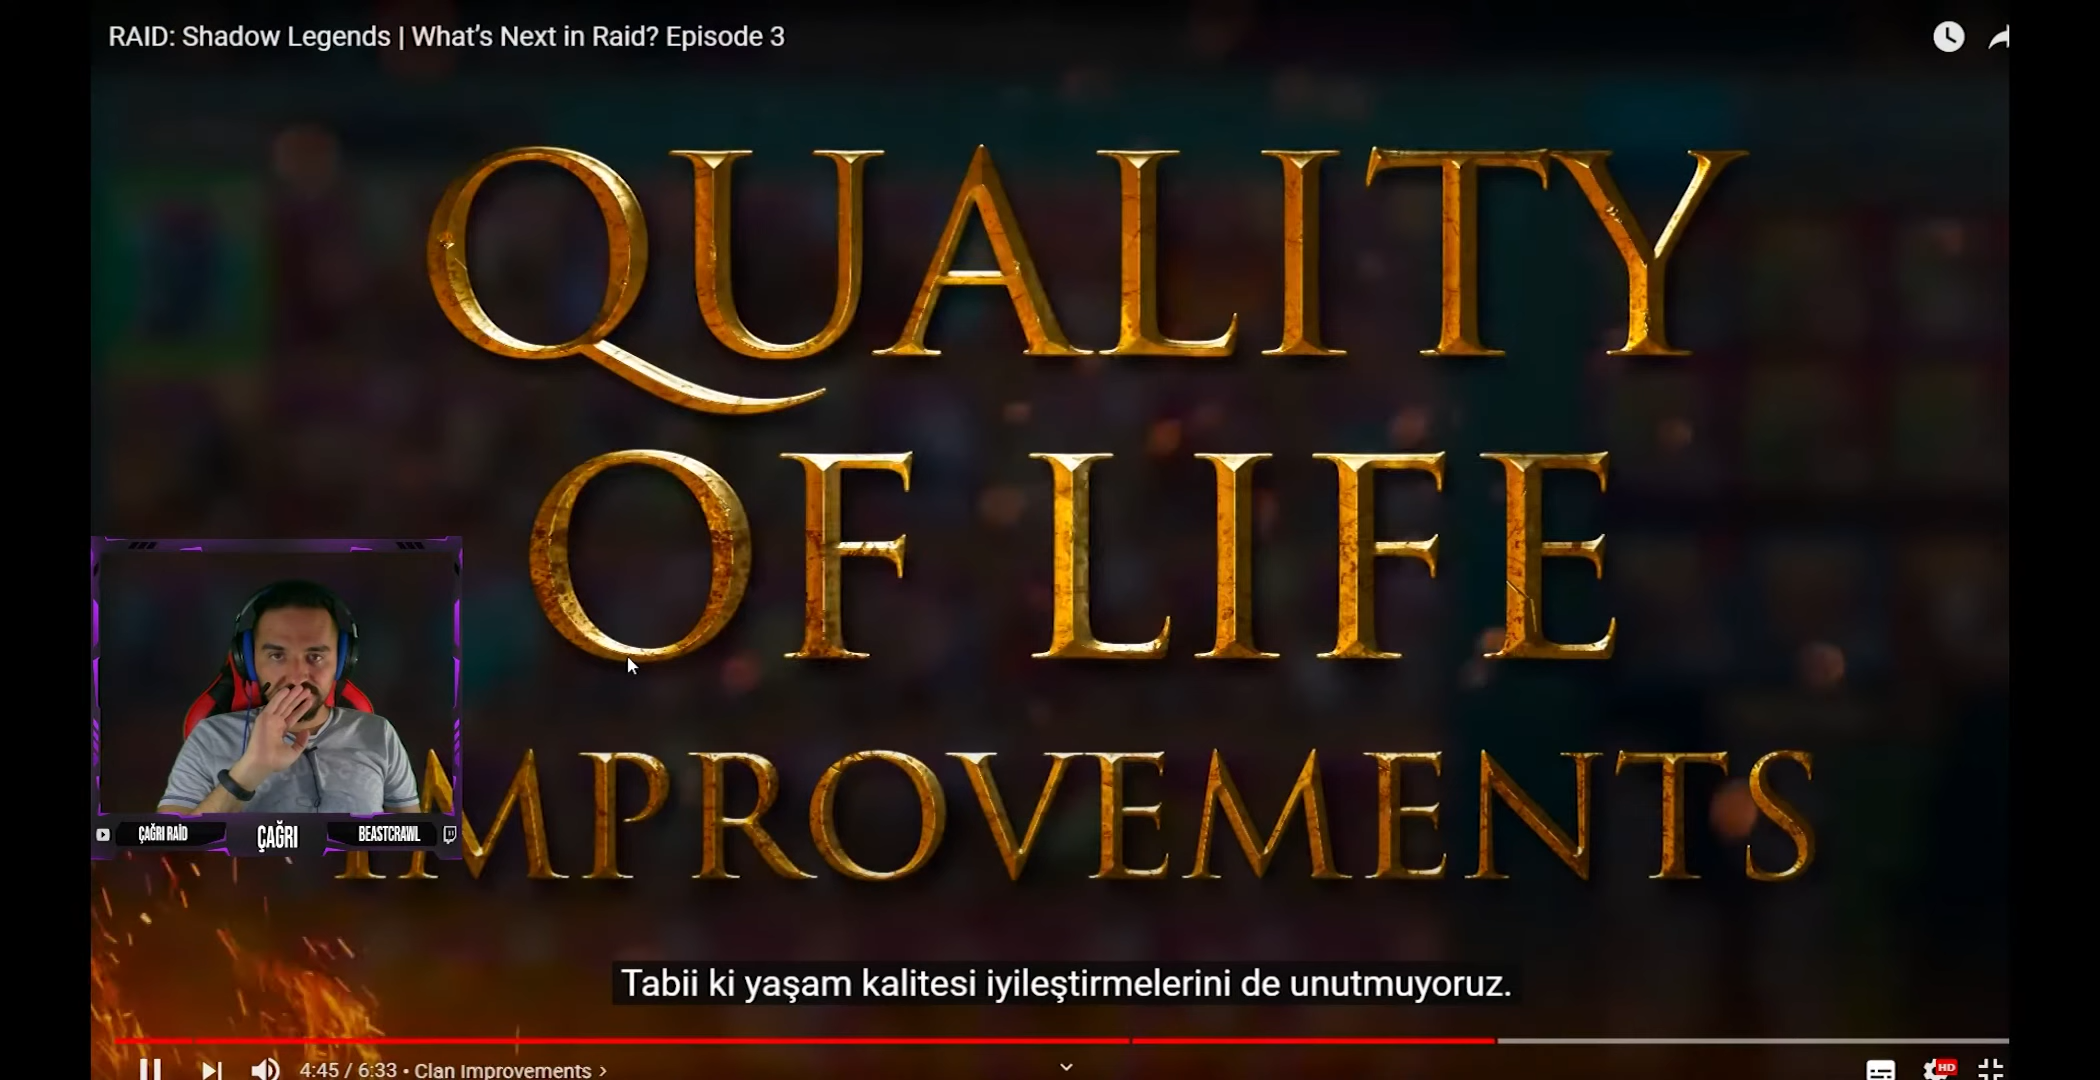 RAID: Shadow Legends | What's Next in Raid? Episode 3
QUALITY
OF LIFE
IMPROVEMENTS
ÇAĞRI RAİD
ÇAĞRI
BEASTCRAWL
Tabii ki yaşam kalitesi iyileştirmelerini de unutmuyoruz.
4:45 / 6:33 • Clan Improvements >
HD